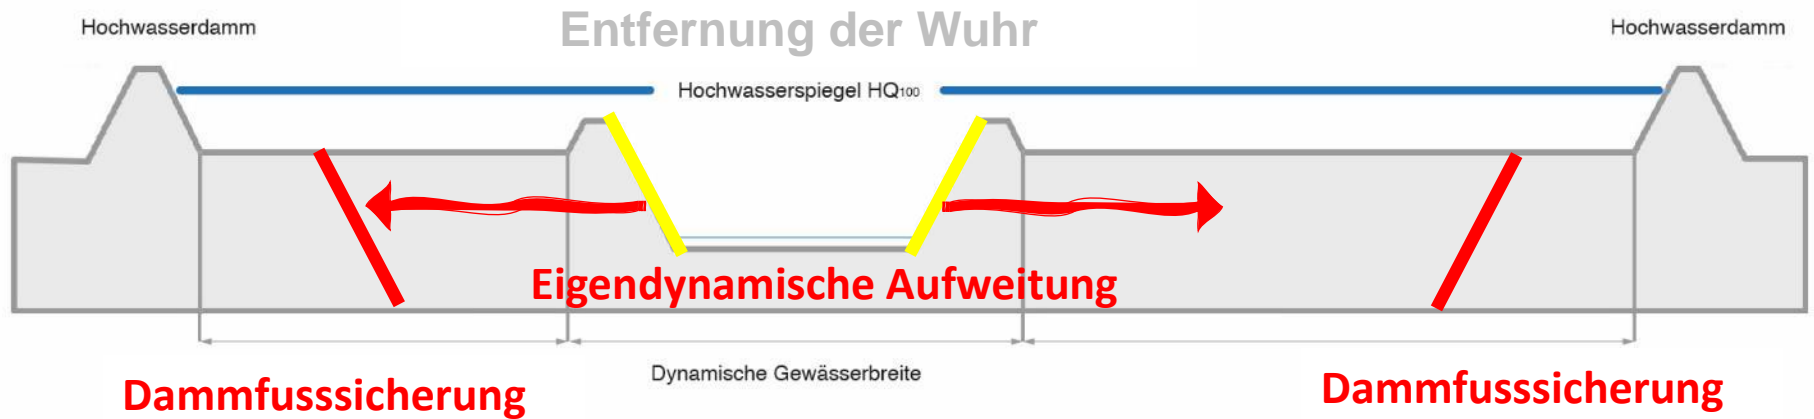 Hochwasserdamm
Entfernung der Wuhr
Hochwasserdamm
Hochwasserspiegel HQ100
Eigendynamische Aufweitung
Dynamische Gewässerbreite
Dammfusssicherung
Dammfusssicherung